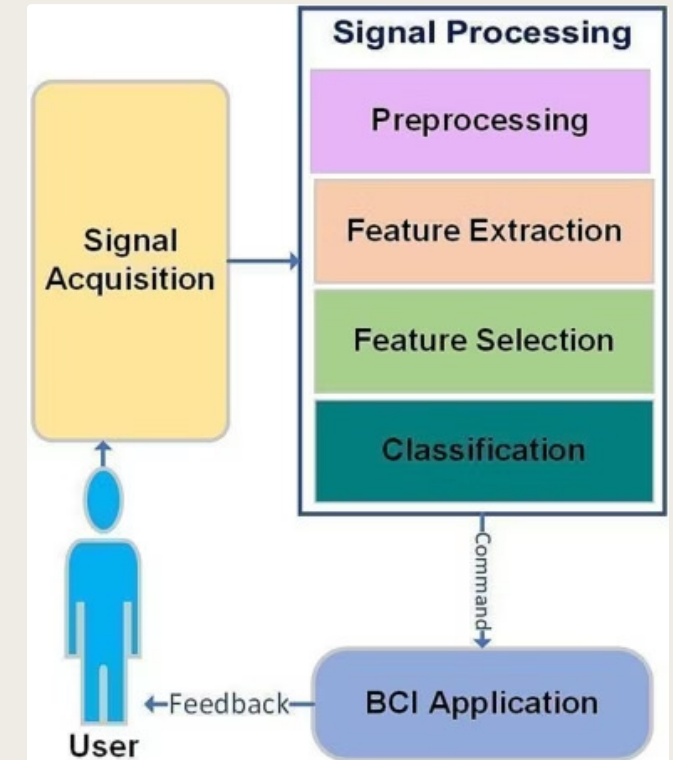 Signal Processing
Preprocessing
Feature Extraction
Feature Selection
Classification
Signal
Acquisition
Command
BCI Application
Feedback
User